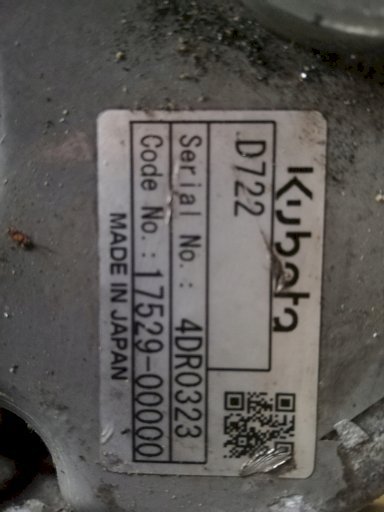 Kubota
D722
Serial No.: 4DR0323
Code No.: 17529-00000
MADE IN JAPAN